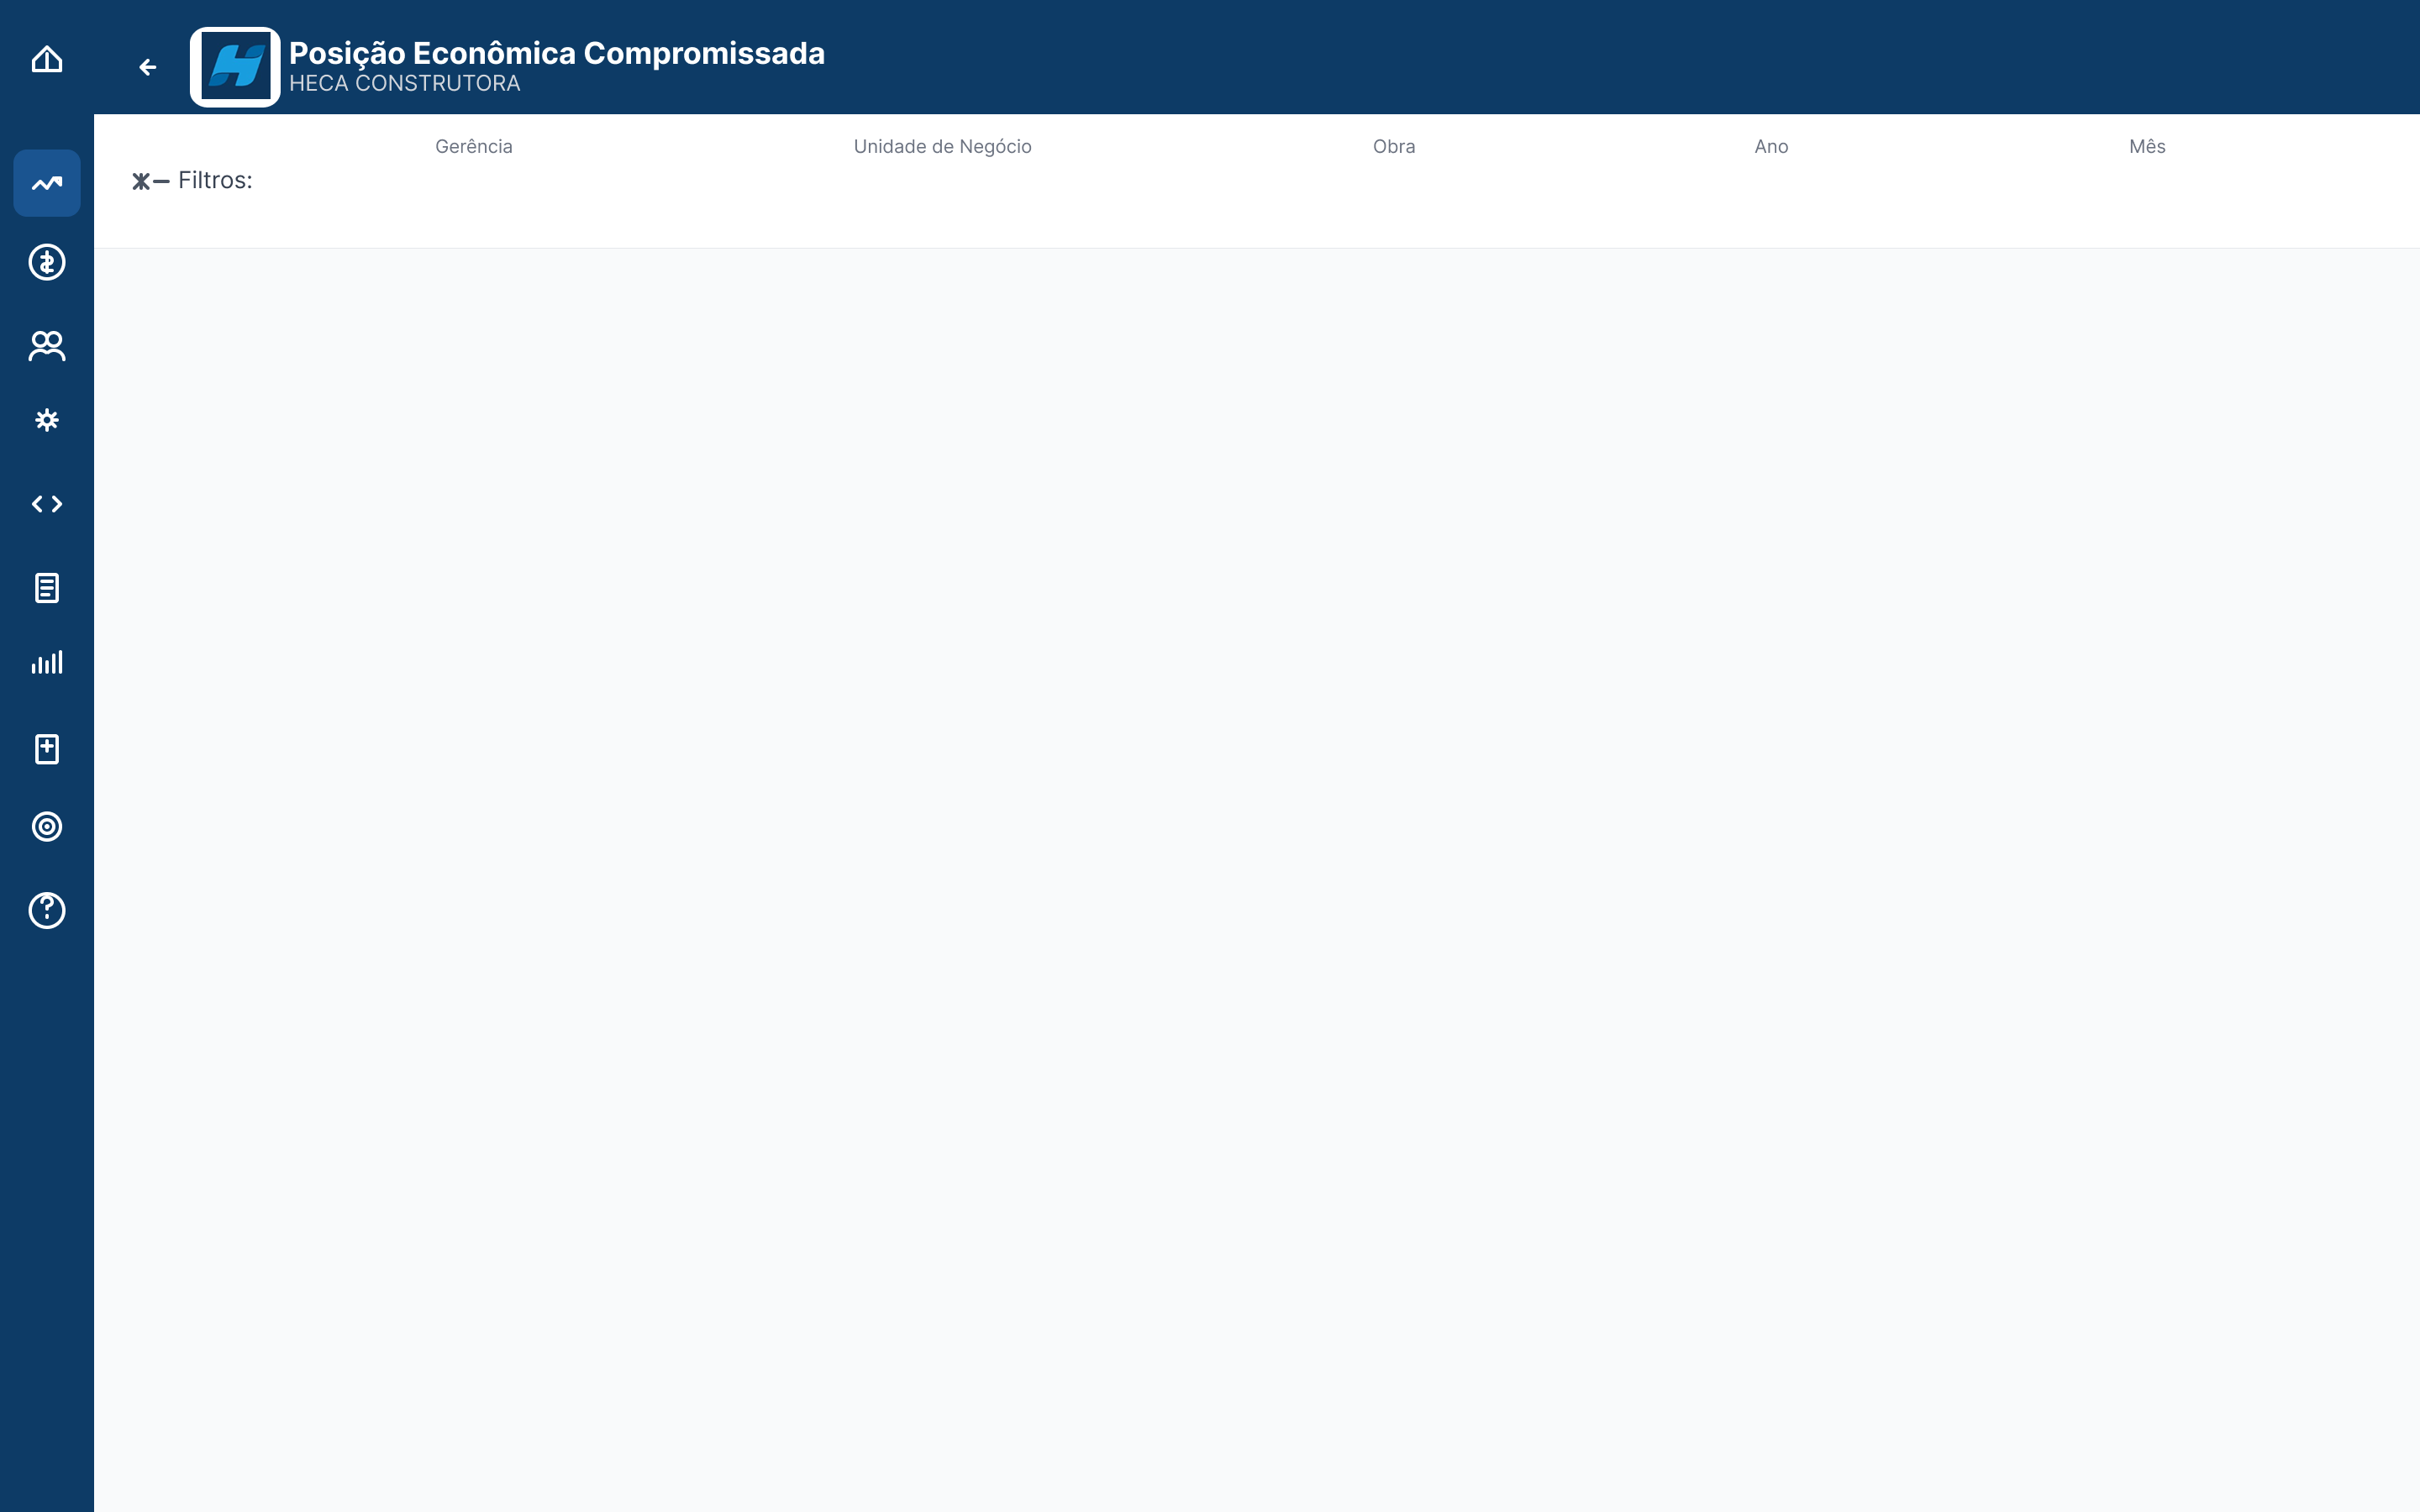 Posição Econômica Compromissada
HECA CONSTRUTORA
Gerência
Unidade de Negócio
Obra
Ano
Mês
Filtros: